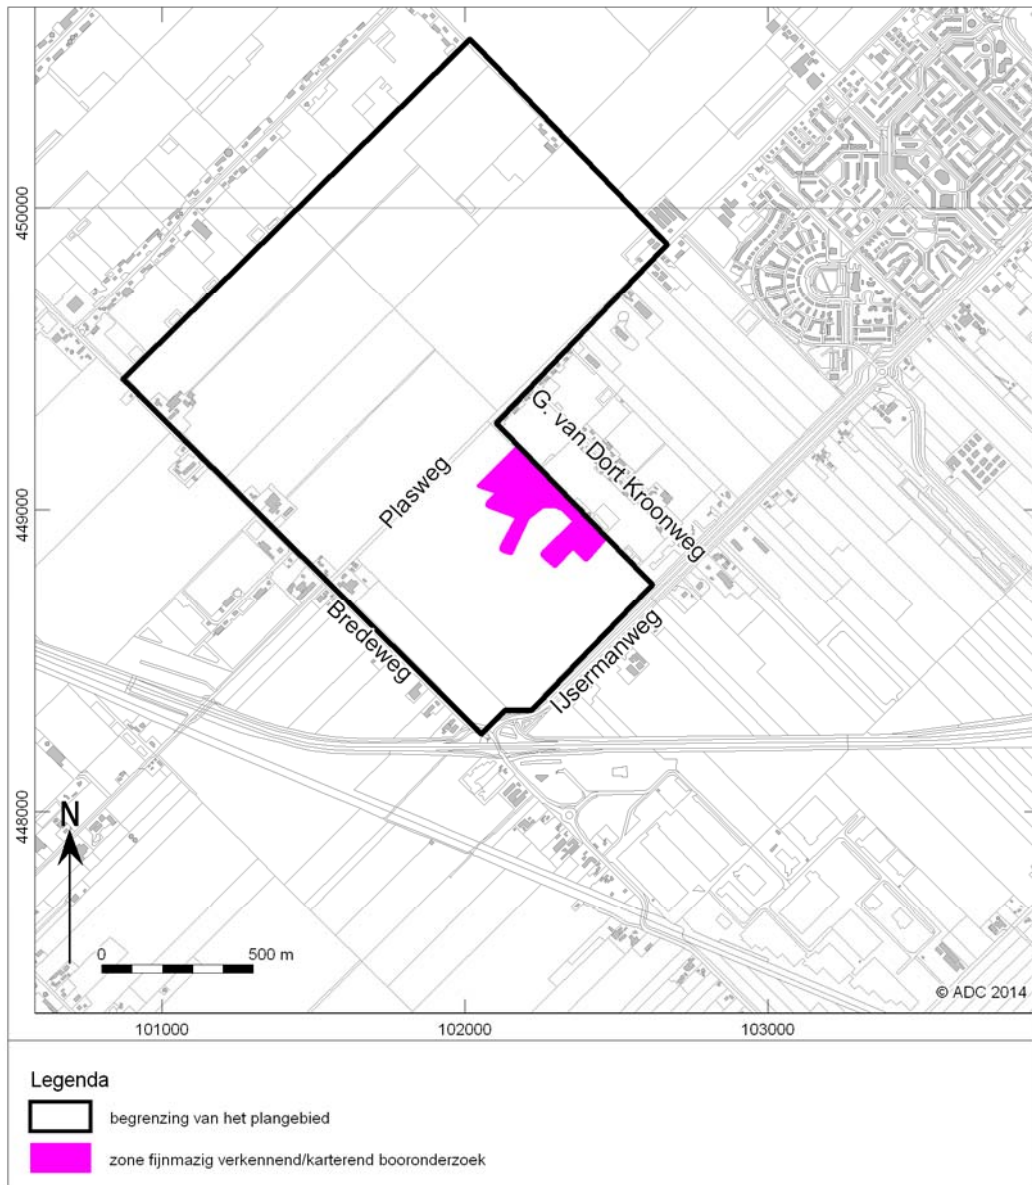 450000
449000
448000
G. van Dort Kroonweg
Plasweg
Bredeweg
IJsermanweg
N
0 500 m
© ADC 2014
101000 102000 103000
Legenda
begrenzing van het plangebied
zone fijnmazig verkennend/karterend booronderzoek